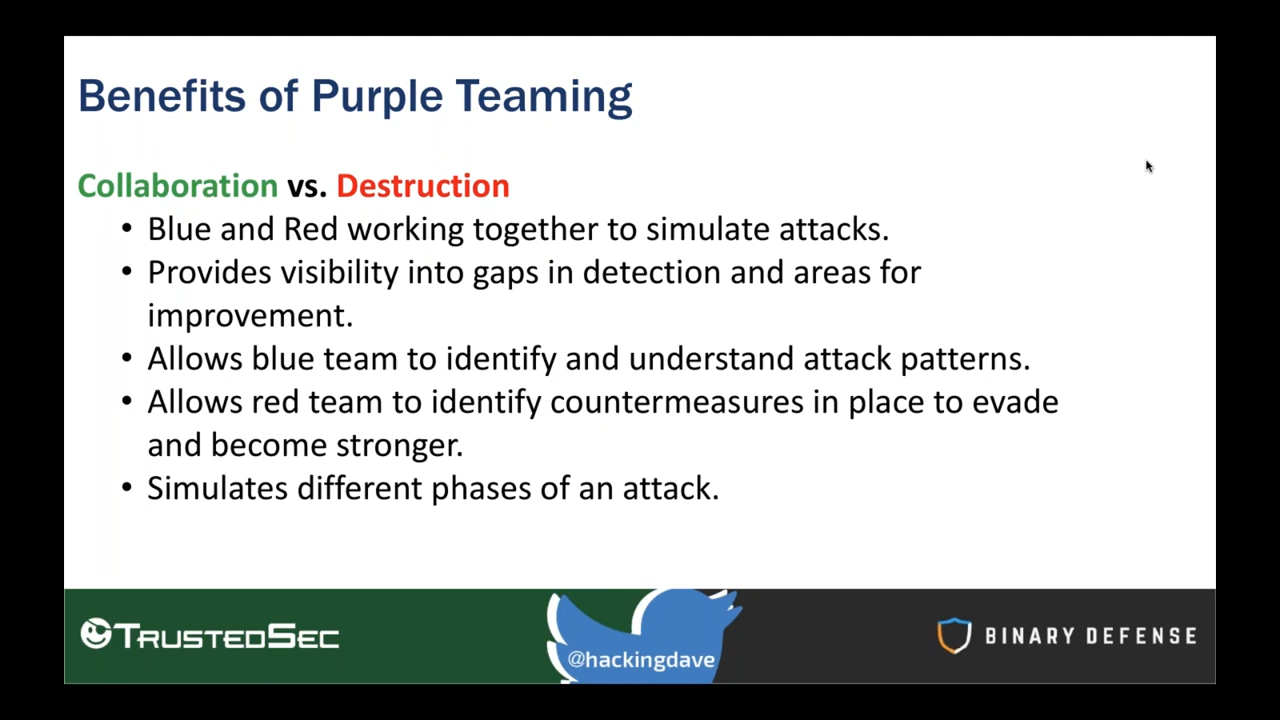 Benefits of Purple Teaming
Collaboration vs. Destruction
• Blue and Red working together to simulate attacks.
• Provides visibility into gaps in detection and areas for
improvement.
• Allows blue team to identify and understand attack patterns.
• Allows red team to identify countermeasures in place to evade
and become stronger.
• Simulates different phases of an attack.
TRUSTEDSEC
@hackingdave
BINARY DEFENSE